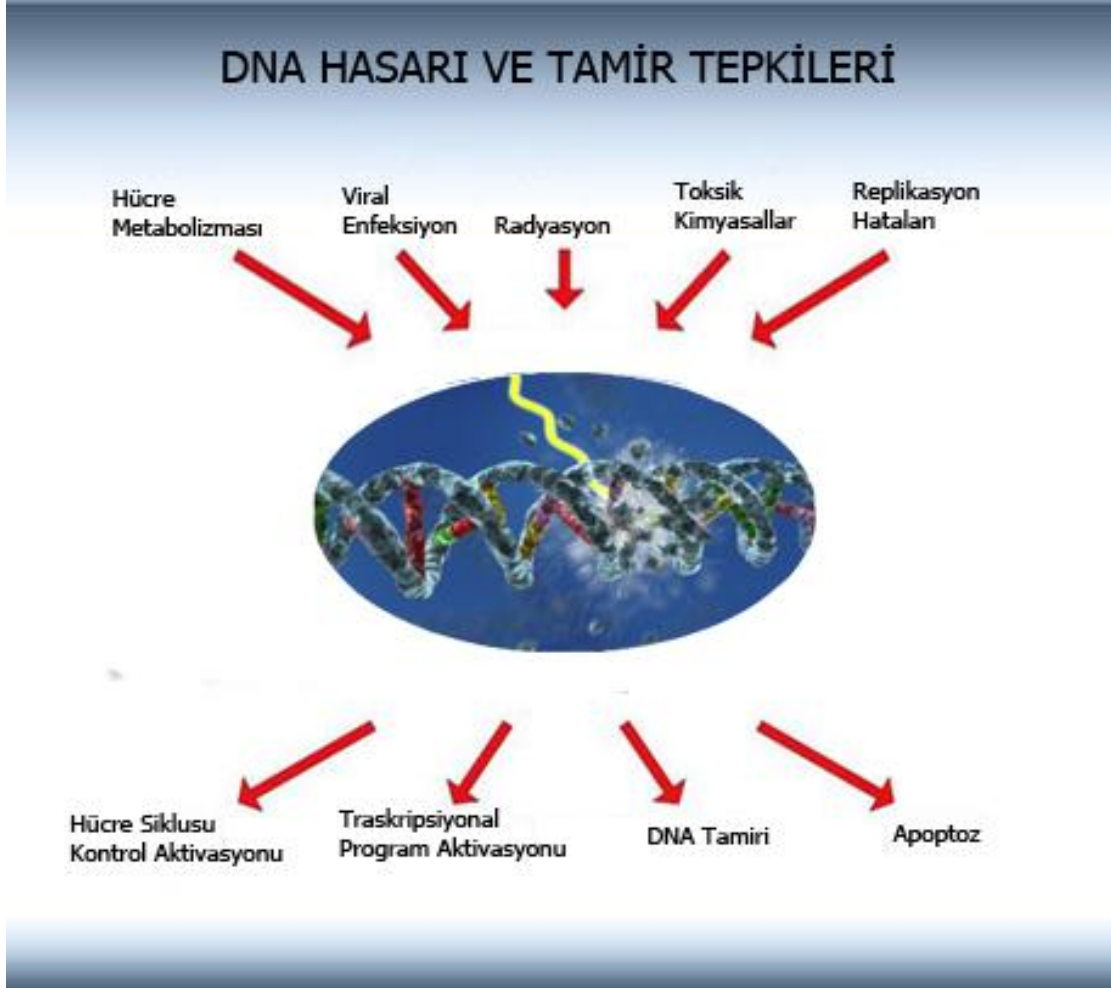 DNA HASARI VE TAMİR TEPKİLERİ
Hücre
Metabolizması
Viral
Enfeksiyon
Radyasyon
Toksik
Kimyasallar
Replikasyon
Hataları
Hücre Siklusu
Kontrol Aktivasyonu
Traskripsiyonal
Program Aktivasyonu
DNA Tamiri
Apoptoz